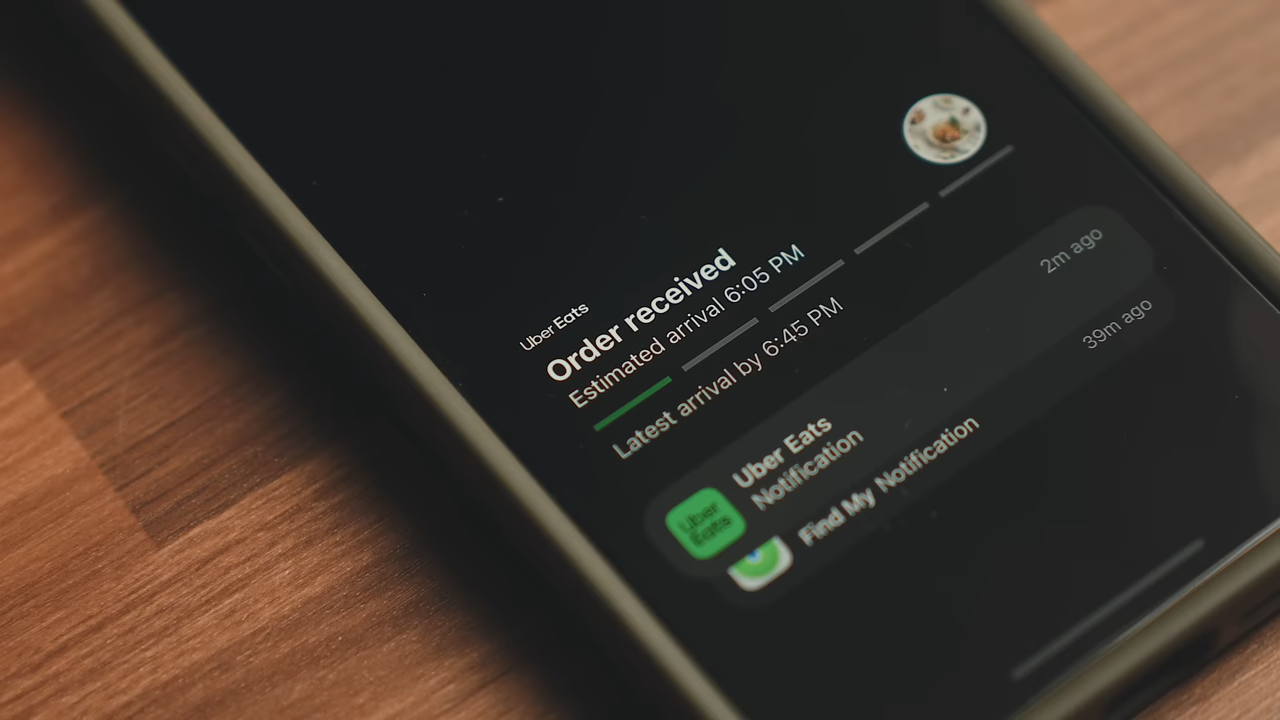 Uber Eats
Order received
Estimated arrival 6:05 PM
Latest arrival by 6:45 PM
Uber Eats
2m ago
Notification
Uber
Eats
Find My Notification
39m ago